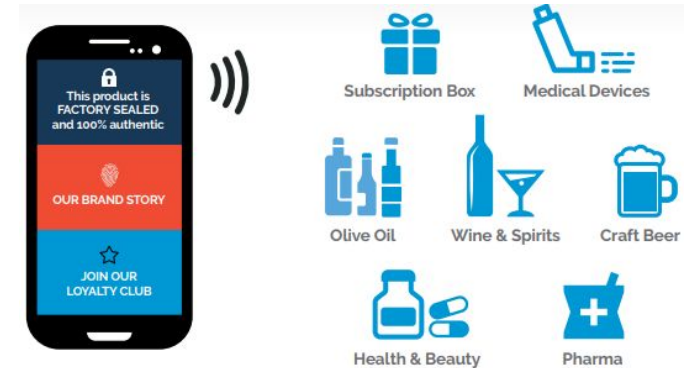 This product is
FACTORY SEALED
and 100% authentic
OUR BRAND STORY
JOIN OUR
LOYALTY CLUB
Subscription Box
Medical Devices
Olive Oil
Wine & Spirits
Craft Beer
Health & Beauty
Pharma